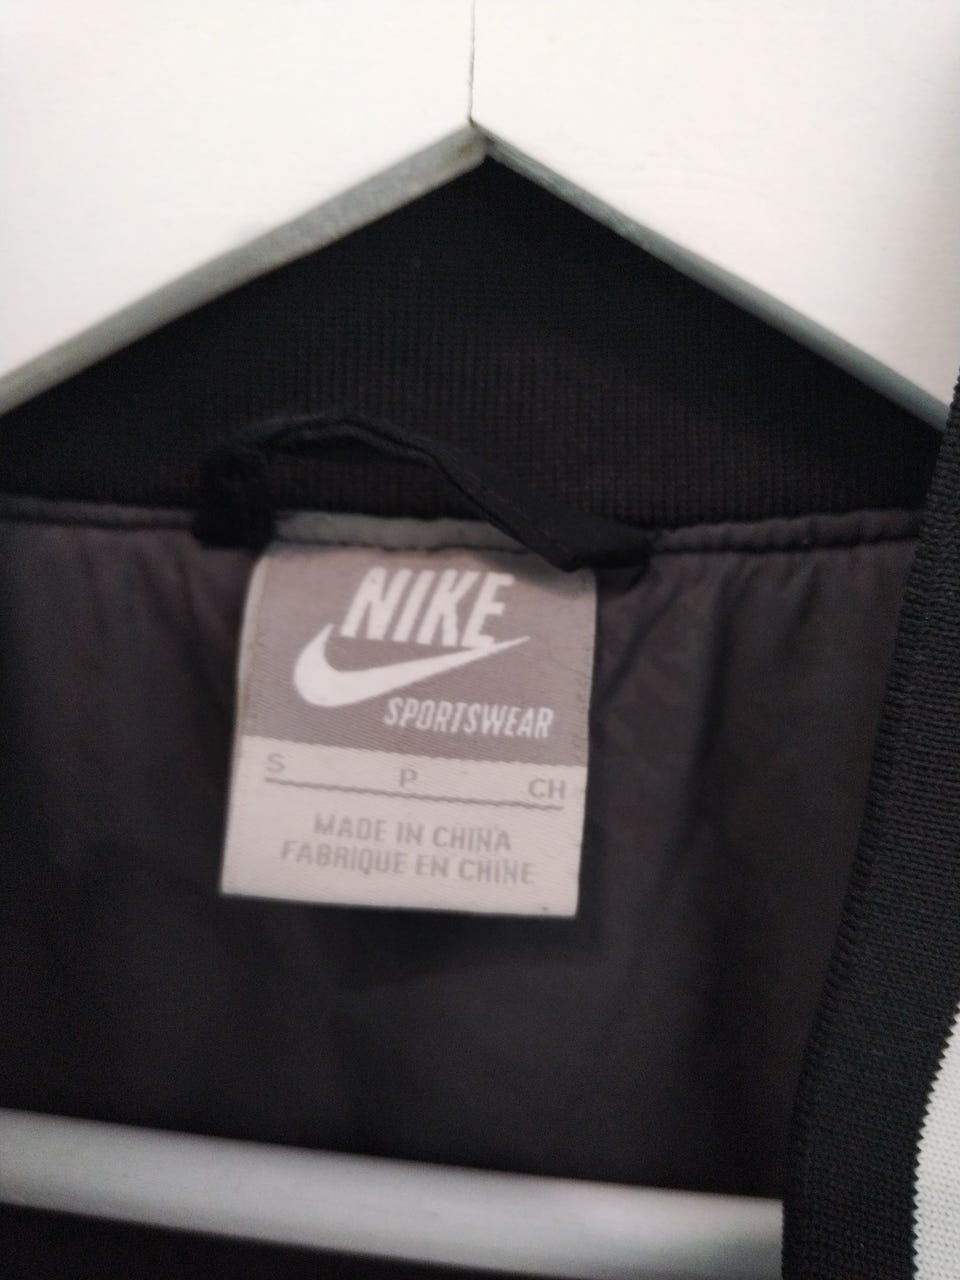 NIKE
SPORTSWEAR
S P CH
MADE IN CHINA
FABRIQUE EN CHINE